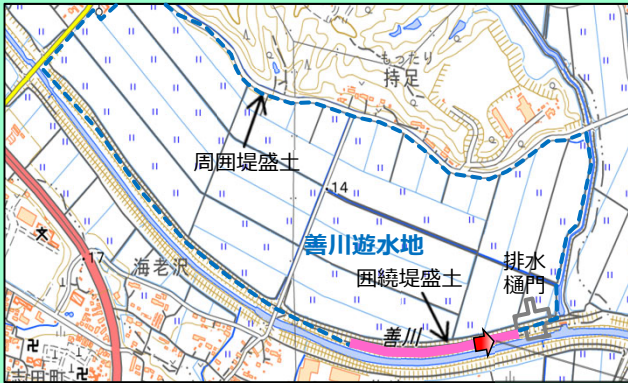 もったり
持足
周囲堤盛土
14
善川遊水地
排水
樋門
囲繞堤盛土
海老沢
17
善川
吉田町